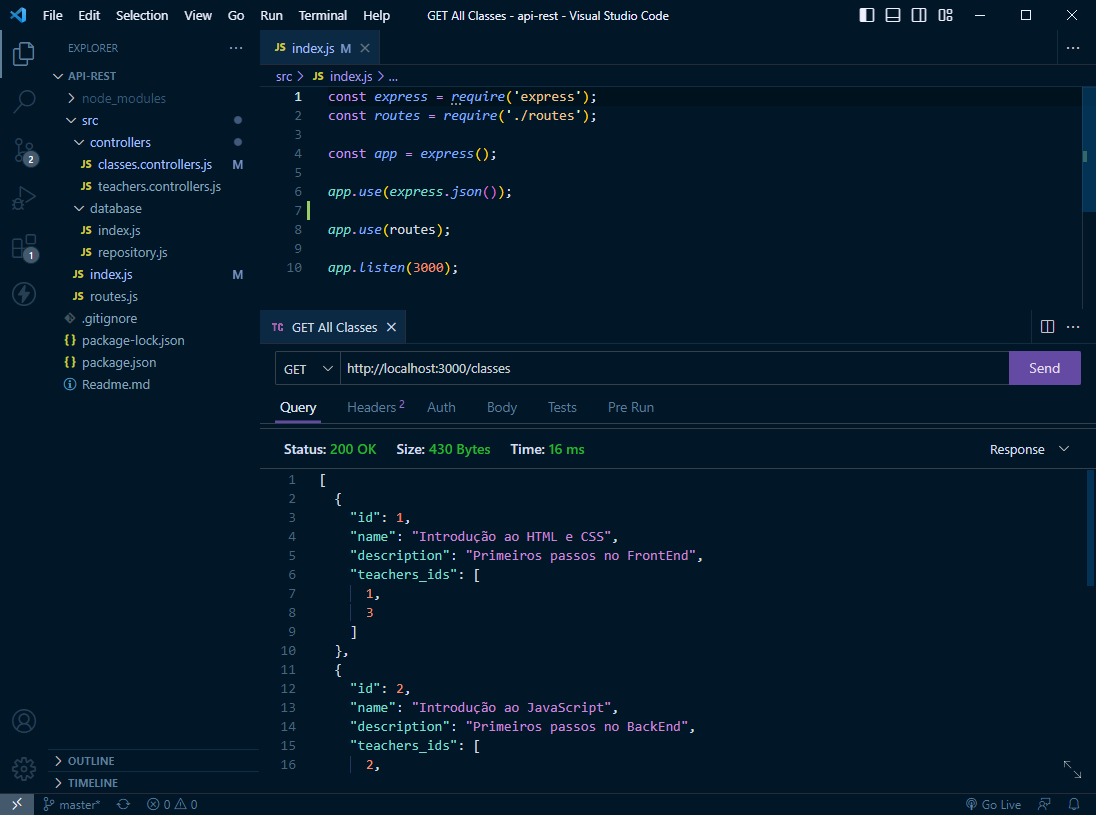 File Edit Selection View Go Run Terminal Help GET All Classes - api-rest - Visual Studio Code
EXPLORER
API-REST
node_modules
src
controllers
JS classes.controllers.js M
JS teachers.controllers.js
database
JS index.js
JS repository.js
JS index.js M
JS routes.js
.gitignore
{} package-lock.json
{} package.json
Readme.md
OUTLINE
TIMELINE
2
1
JS index.js M
src > JS index.js > ...
1 const express = require('express');
2 const routes = require('./routes');
3
4 const app = express();
5
6 app.use(express.json());
7
8 app.use(routes);
9
10 app.listen(3000);
TC GET All Classes
GET http://localhost:3000/classes Send
Query Headers 2 Auth Body Tests Pre Run
Status: 200 OK Size: 430 Bytes Time: 16 ms Response
1 [
2 {
3 "id": 1,
4 "name": "Introdução ao HTML e CSS",
5 "description": "Primeiros passos no FrontEnd",
6 "teachers_ids": [
7 1,
8 3
9 ]
10 },
11 {
12 "id": 2,
13 "name": "Introdução ao JavaScript",
14 "description": "Primeiros passos no BackEnd",
15 "teachers_ids": [
16 2,
master* 0 0 Go Live